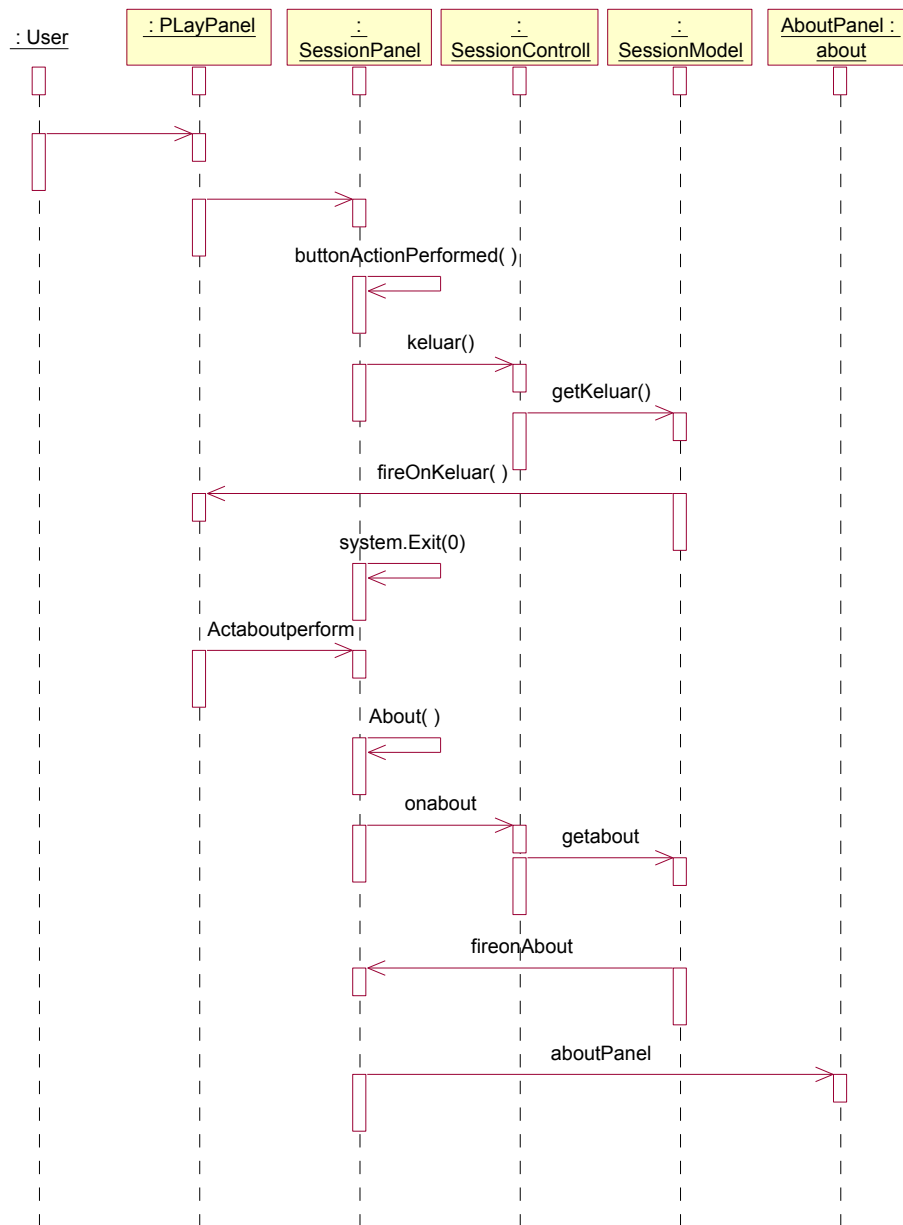 : User
: PLayPanel
:
SessionPanel
:
SessionControll
:
SessionModel
AboutPanel :
about
buttonActionPerformed( )
keluar()
getKeluar()
fireOnKeluar( )
system.Exit(0)
Actaboutperform
About( )
onabout
getabout
fireonAbout
aboutPanel